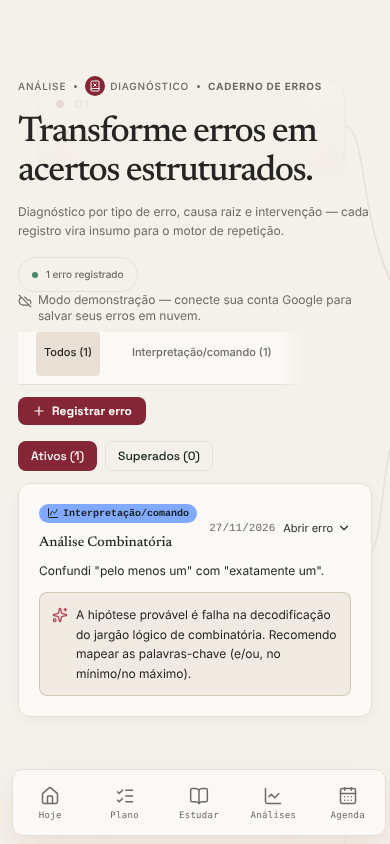 ANÁLISE • DIAGNÓSTICO • CADERNO DE ERROS
01
Transforme erros em
acertos estruturados.
Diagnóstico por tipo de erro, causa raiz e intervenção — cada
registro vira insumo para o motor de repetição.
1 erro registrado
Modo demonstração — conecte sua conta Google para
salvar seus erros em nuvem.
Todos (1) Interpretação/comando (1)
+ Registrar erro
Ativos (1) Superados (0)
Interpretação/comando
27/11/2026 Abrir erro
Análise Combinatória
Confundi "pelo menos um" com "exatamente um".
A hipótese provável é falha na decodificação
do jargão lógico de combinatória. Recomendo
mapear as palavras-chave (e/ou, no
mínimo/no máximo).
Hoje Plano Estudar Análises Agenda